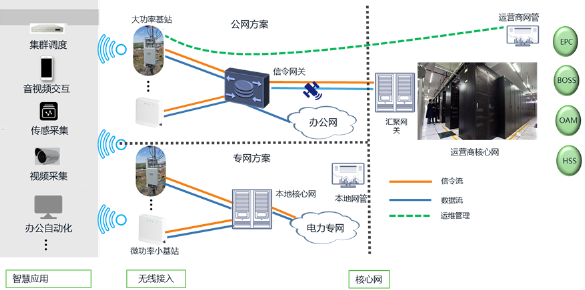 大功率基站
公网方案
运营商网管
集群调度
音视频交互
传感采集
视频采集
办公自动化
信令网关
办公网
汇聚网
关
运营商核心网
EPC
BOSS
OAM
HSS
专网方案
本地核心网
本地网管
电力专网
微功率小基站
信令流
数据流
运维管理
智慧应用
无线接入
核心网